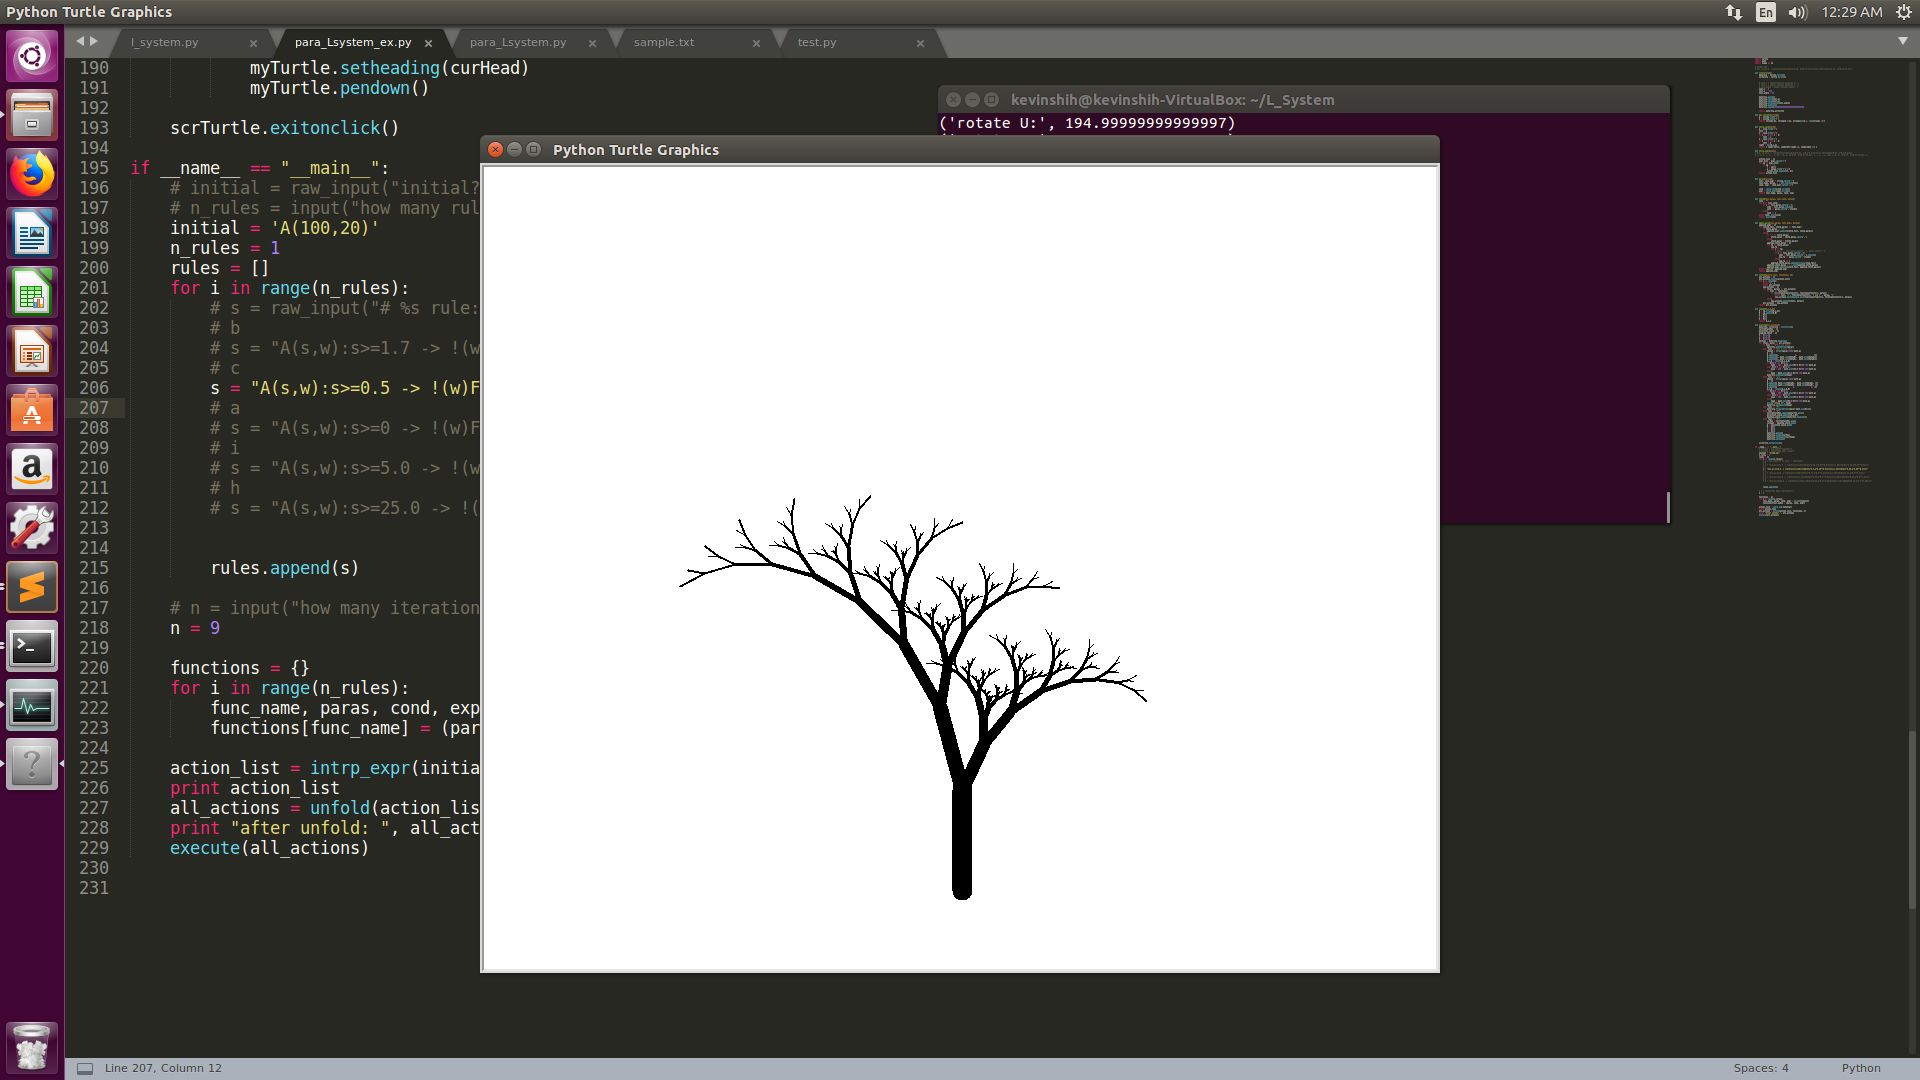 Python Turtle Graphics
En
12:29 AM
l_system.py
para_Lsystem_ex.py
para_Lsystem.py
sample.txt
test.py
190 myTurtle.setheading(curHead)
191 myTurtle.pendown()
192
193 scrTurtle.exitonclick()
194
195 if __name__ == "__main__":
196 # initial = raw_input("initial?
197 # n_rules = input("how many rul
198 initial = 'A(100,20)'
199 n_rules = 1
200 rules = []
201 for i in range(n_rules):
202 # s = raw_input("# %s rule:
203 # b
204 # s = "A(s,w):s>=1.7 -> !(w
205 # c
206 s = "A(s,w):s>=0.5 -> !(w)F
207 # a
208 # s = "A(s,w):s>=0 -> !(w)F
209 # i
210 # s = "A(s,w):s>=5.0 -> !(w
211 # h
212 # s = "A(s,w):s>=25.0 -> !(
213
214
215 rules.append(s)
216
217 # n = input("how many iteration
218 n = 9
219
220 functions = {}
221 for i in range(n_rules):
222 func_name, paras, cond, exp
223 functions[func_name] = (par
224
225 action_list = intrp_expr(initia
226 print action_list
227 all_actions = unfold(action_lis
228 print "after unfold: ", all_act
229 execute(all_actions)
230
231
kevinshih@kevinshih-VirtualBox: ~/L_System
('rotate U:', 194.99999999999997)
Python Turtle Graphics
Line 207, Column 12
Spaces: 4
Python